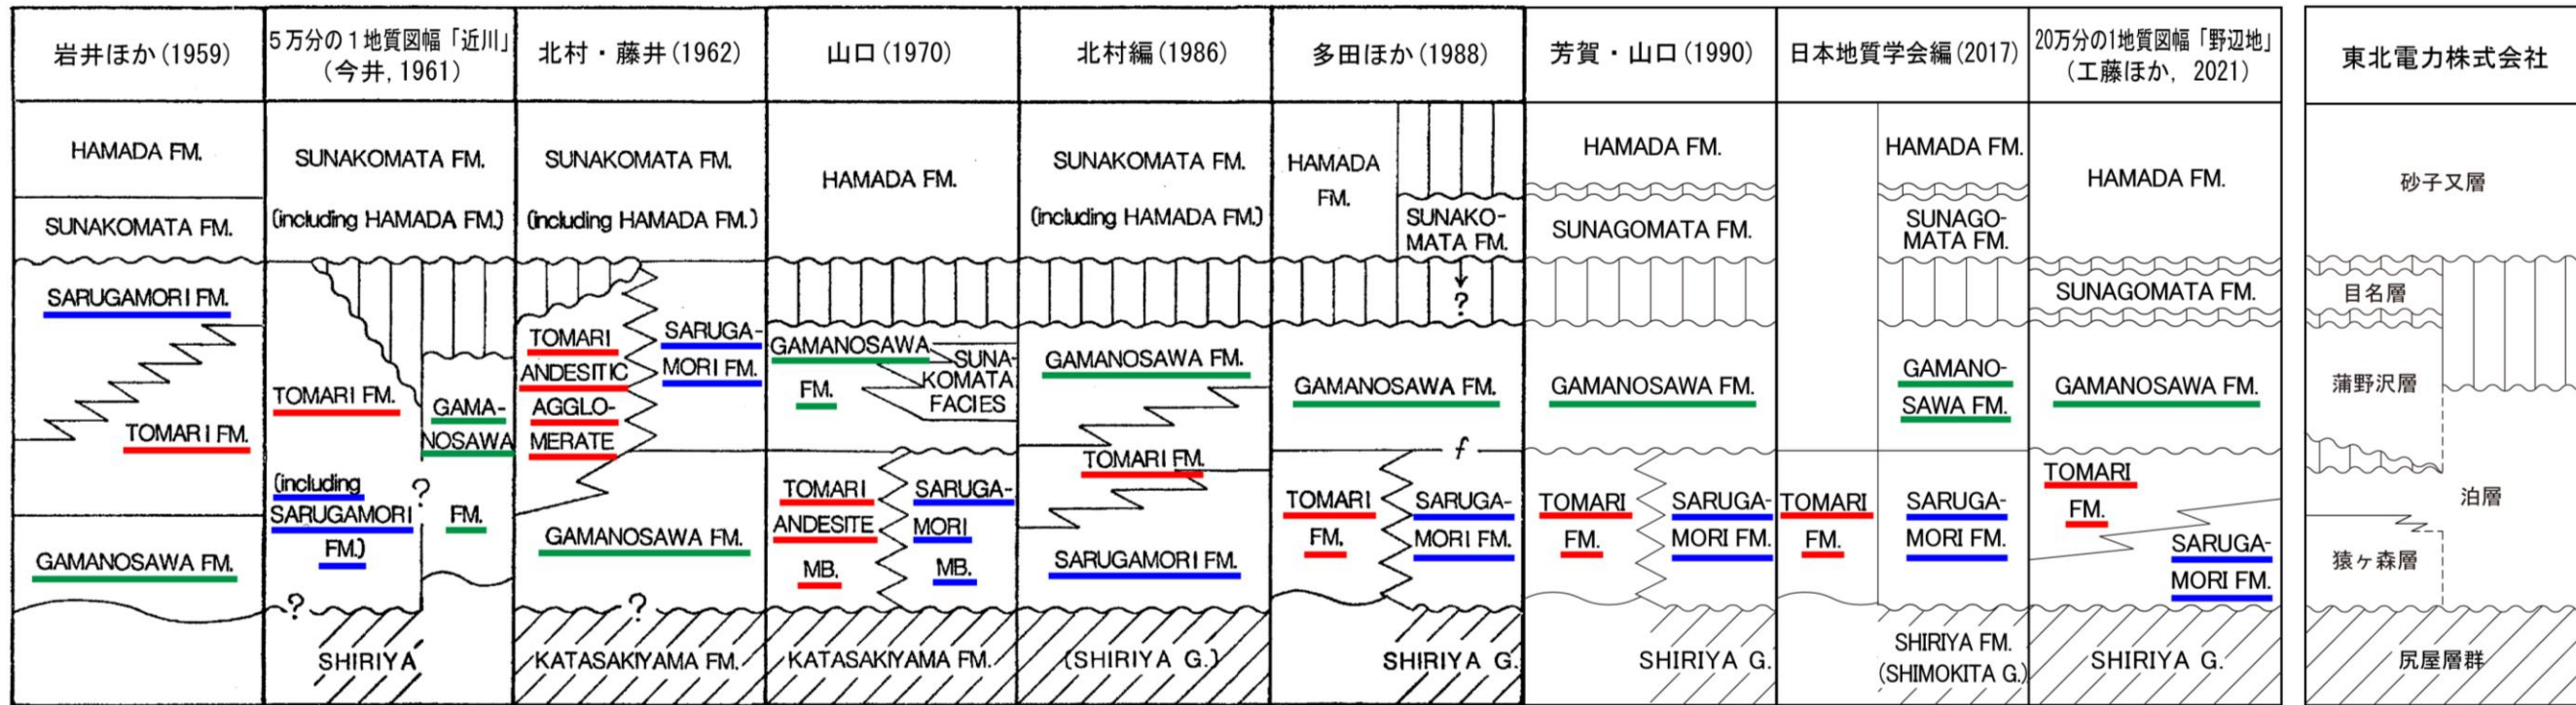 岩井ほか(1959)
HAMADA FM.
SUNAKOMATA FM.
SARUGAMORI FM.
TOMARI FM.
GAMANOSAWA FM.
5万分の1地質図幅「近川」
(今井, 1961)
SUNAKOMATA FM.
(including HAMADA FM.)
TOMARI FM.
(including
SARUGAMORI
FM.)
GAMA-
NOSAWA
FM.
?
?
SHIRIYA
北村・藤井(1962)
SUNAKOMATA FM.
(including HAMADA FM.)
TOMARI
ANDESITIC
AGGLO-
MERATE
SARUGA-
MORI FM.
GAMANOSAWA FM.
?
KATASAKIYAMA FM.
山口(1970)
HAMADA FM.
GAMANOSAWA
FM.
SUNA-
KOMATA
FACIES
TOMARI
ANDESITE
MB.
SARUGA-
MORI
MB.
KATASAKIYAMA FM.
北村編(1986)
SUNAKOMATA FM.
(including HAMADA FM.)
GAMANOSAWA FM.
TOMARI FM.
SARUGAMORI FM.
(SHIRIYA G.)
多田ほか(1988)
HAMADA
FM.
SUNAKO-
MATA FM.
?
GAMANOSAWA FM.
f
TOMARI
FM.
SARUGA-
MORI FM.
SHIRIYA G.
芳賀・山口(1990)
HAMADA FM.
SUNAGOMATA FM.
GAMANOSAWA FM.
TOMARI
FM.
SARUGA-
MORI FM.
SHIRIYA G.
日本地質学会編(2017)
HAMADA FM.
SUNAGO-
MATA FM.
GAMANO-
SAWA FM.
TOMARI
FM.
SARUGA-
MORI FM.
SHIRIYA FM.
(SHIMOKITA G.)
20万分の1地質図幅「野辺地」
(工藤ほか, 2021)
HAMADA FM.
SUNAGOMATA FM.
GAMANOSAWA FM.
TOMARI
FM.
SARUGA-
MORI FM.
SHIRIYA G.
東北電力株式会社
砂子又層
目名層
蒲野沢層
泊層
猿ヶ森層
尻屋層群